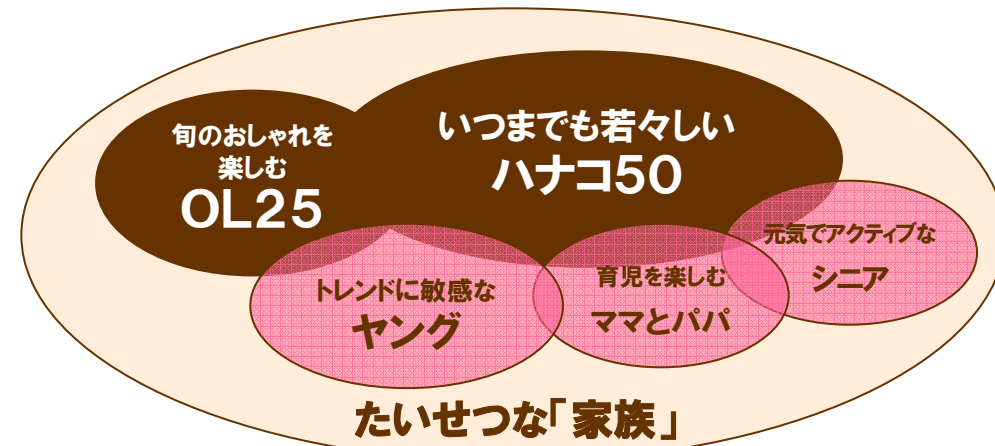 旬のおしゃれを
楽しむ
OL25
いつまでも若々しい
ハナコ50
トレンドに敏感な
ヤング
育児を楽しむ
ママとパパ
元気でアクティブな
シニア
たいせつな「家族」